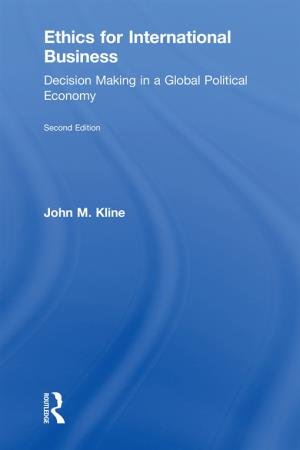 Ethics for International
Business
Decision Making in a Global Political
Economy
Second Edition
John M. Kline
ROUTLEDGE